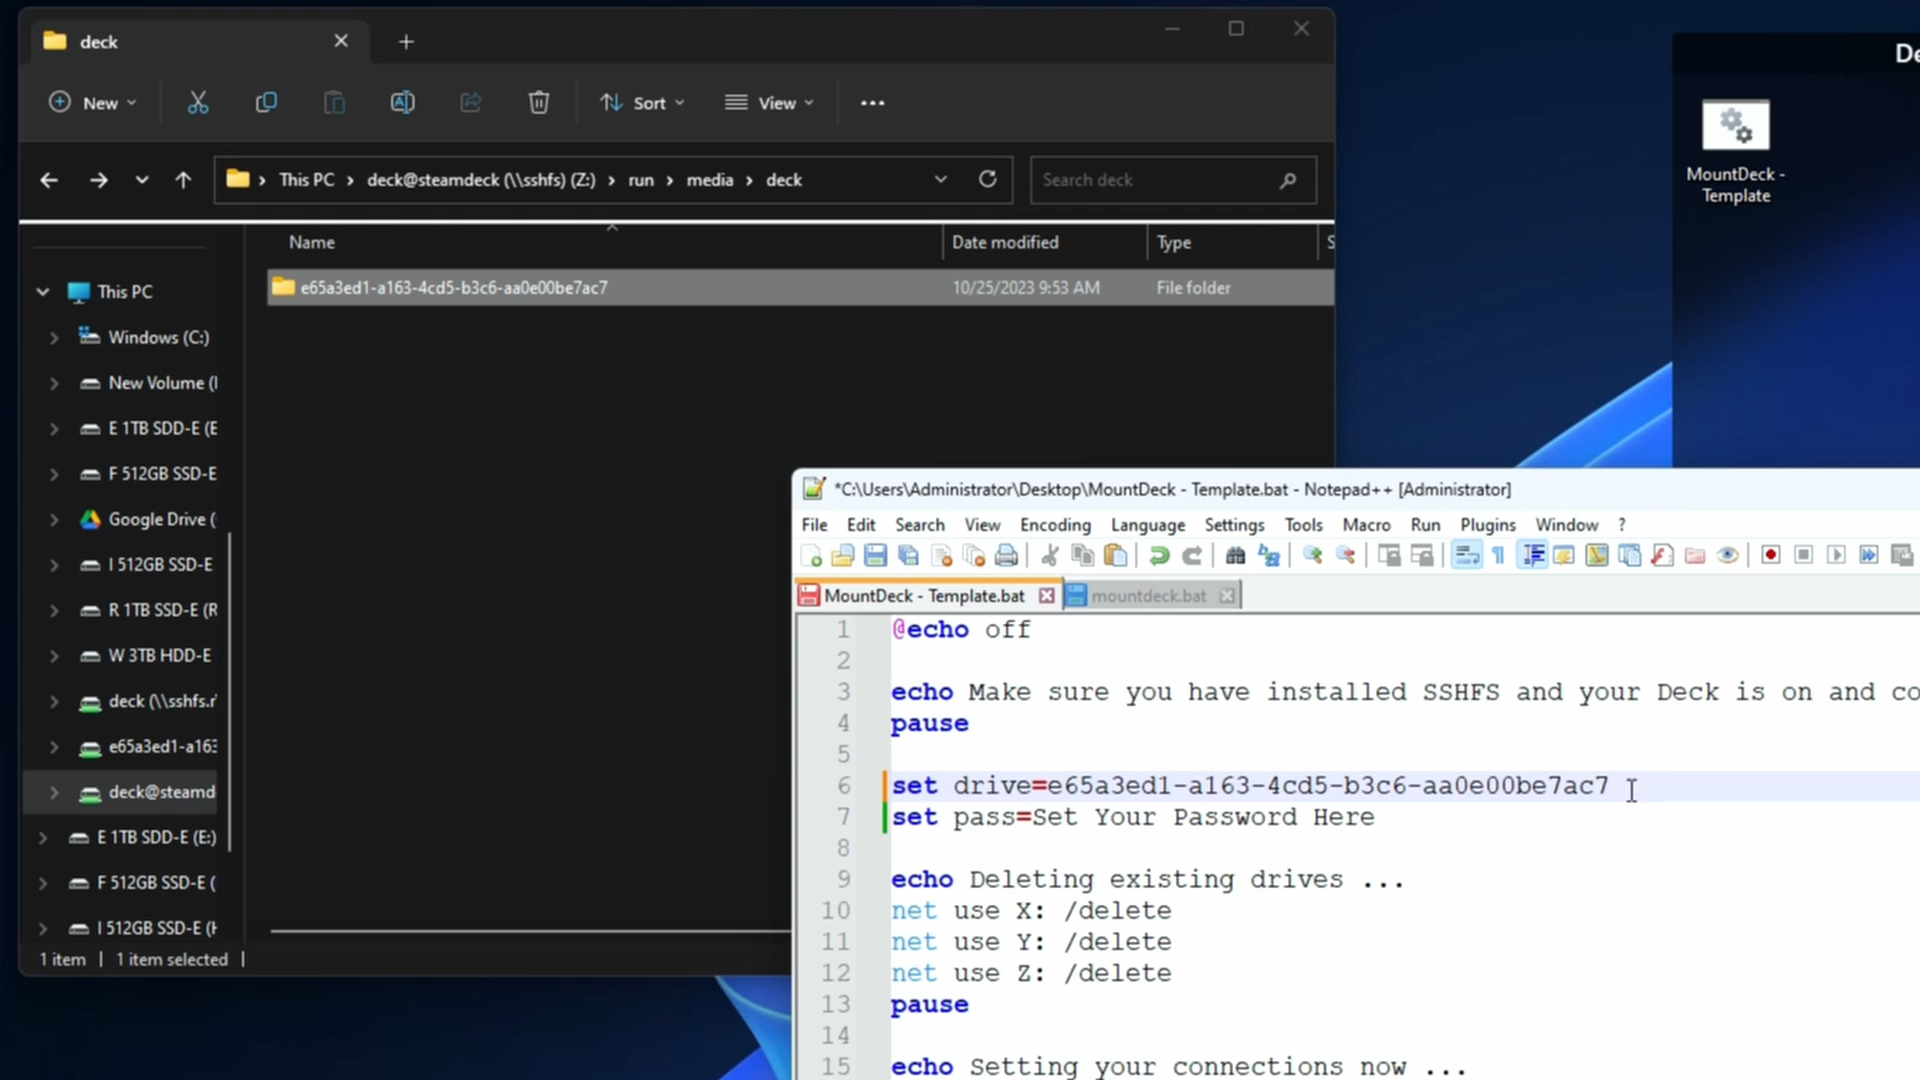 deck
De
New
Sort
View
This PC
deck@steamdeck (\\sshfs) (Z:)
run
media
deck
Search deck
MountDeck -
Template
Name
Date modified
Type
S
e65a3ed1-a163-4cd5-b3c6-aa0e00be7ac7
10/25/2023 9:53 AM
File folder
This PC
Windows (C:)
New Volume (
E 1TB SDD-E (E
F 512GB SSD-E
Google Drive (
I 512GB SSD-E
R 1TB SSD-E (R
W 3TB HDD-E
deck (\\sshfs.r
e65a3ed1-a163
deck@steamd
E 1TB SDD-E (E:)
F 512GB SSD-E (
I 512GB SSD-E (
1 item
1 item selected
*C:\Users\Administrator\Desktop\MountDeck - Template.bat - Notepad++ [Administrator]
File Edit Search View Encoding Language Settings Tools Macro Run Plugins Window ?
MountDeck - Template.bat
mountdeck.bat
1 @echo off
2
3 echo Make sure you have installed SSHFS and your Deck is on and co
4 pause
5
6 set drive=e65a3ed1-a163-4cd5-b3c6-aa0e00be7ac7
7 set pass=Set Your Password Here
8
9 echo Deleting existing drives ...
10 net use X: /delete
11 net use Y: /delete
12 net use Z: /delete
13 pause
14
15 echo Setting your connections now ...